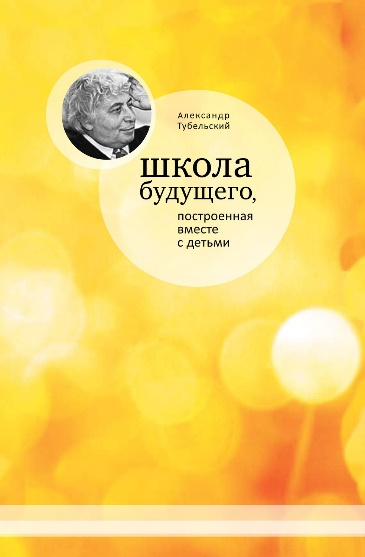 Александр
Тубельский
школа
будущего,
построенная
вместе
с детьми